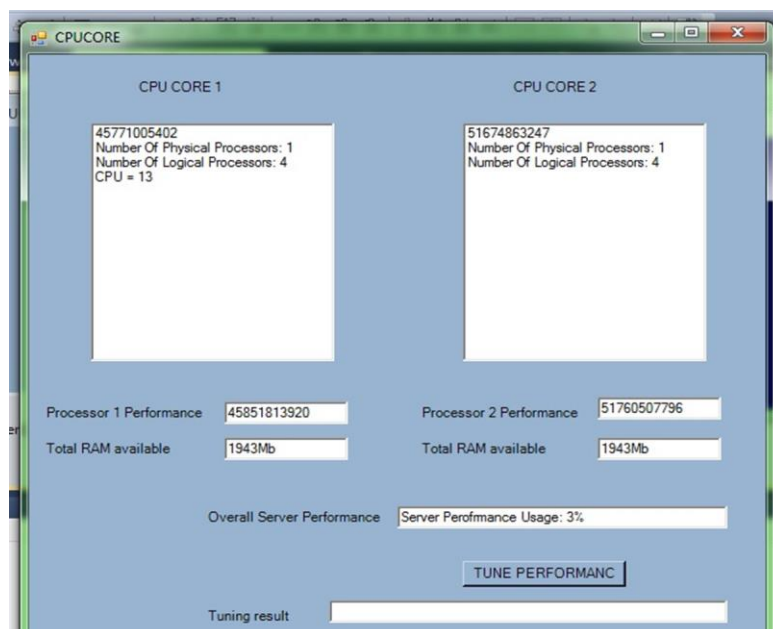 CPUCORE
CPU CORE 1
CPU CORE 2
45771005402
Number Of Physical Processors: 1
Number Of Logical Processors: 4
CPU = 13
51674863247
Number Of Physical Processors: 1
Number Of Logical Processors: 4
Processor 1 Performance 45851813920
Processor 2 Performance 51760507796
Total RAM available 1943Mb
Total RAM available 1943Mb
Overall Server Performance Server Perofmance Usage: 3%
TUNE PERFORMANC
Tuning result